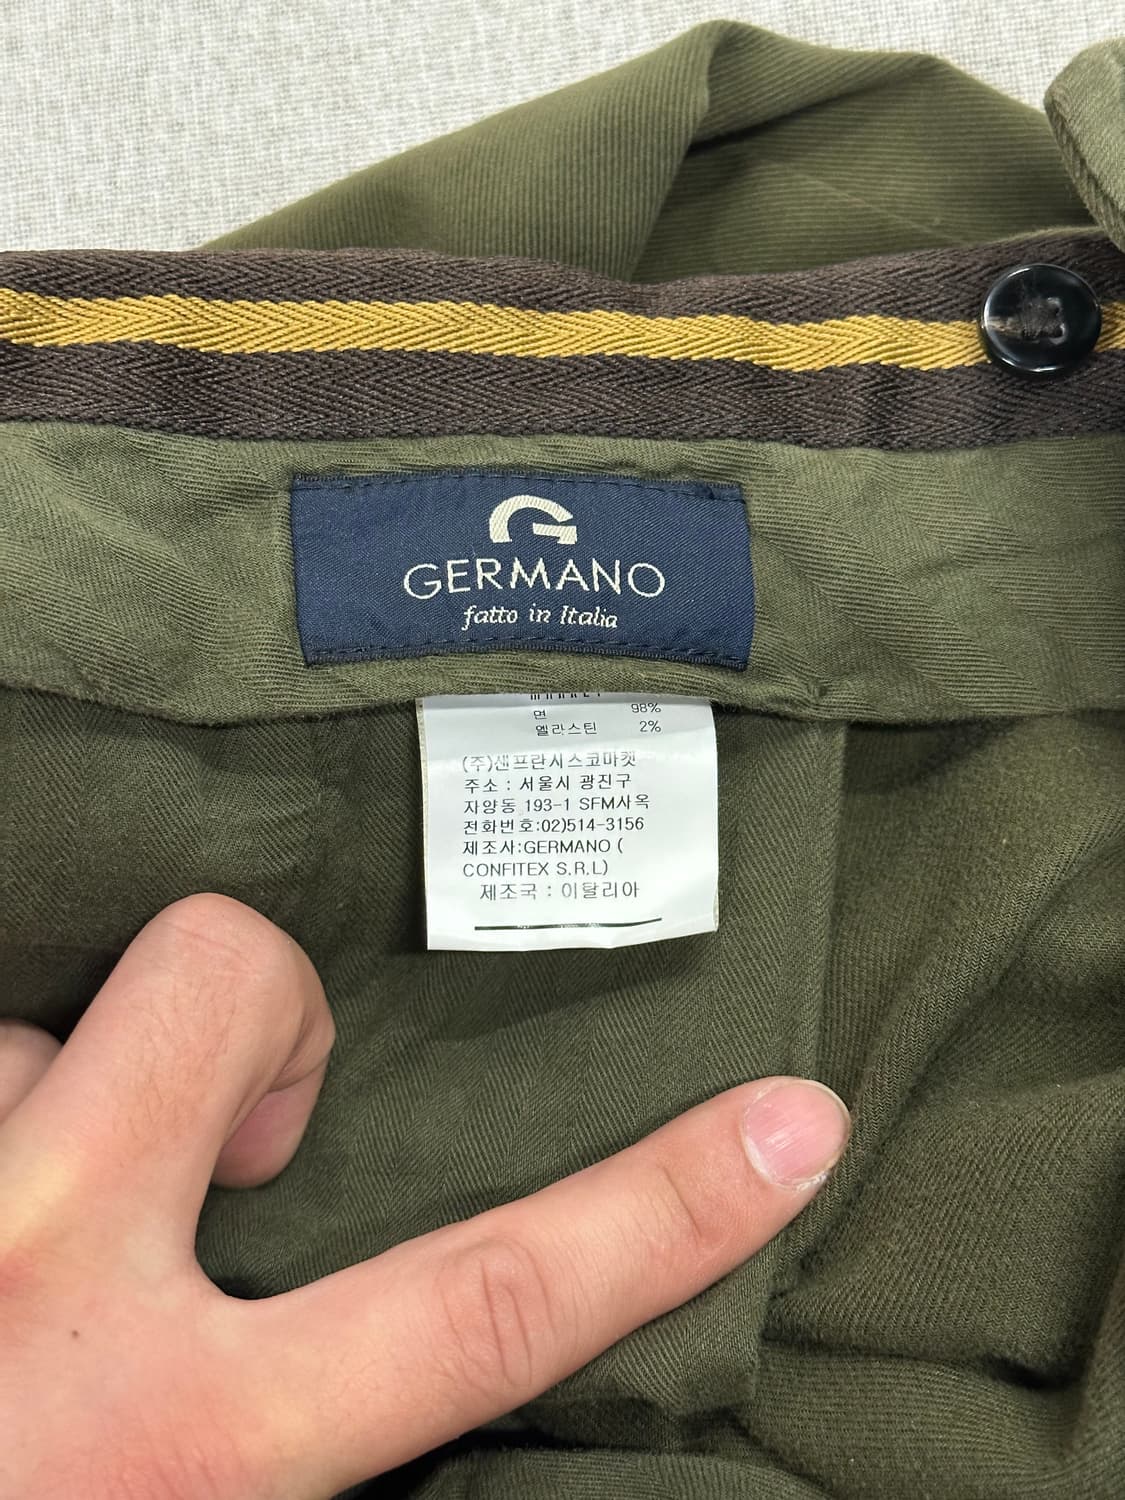 G
GERMANO
fatto in Italia
면 98%
엘라스틴 2%
(주)샌프란시스코마켓
주소 : 서울시 광진구
자양동 193-1 SFM사옥
전화번호:02)514-3156
제조사:GERMANO (
CONFITEX S.R.L)
제조국 : 이탈리아